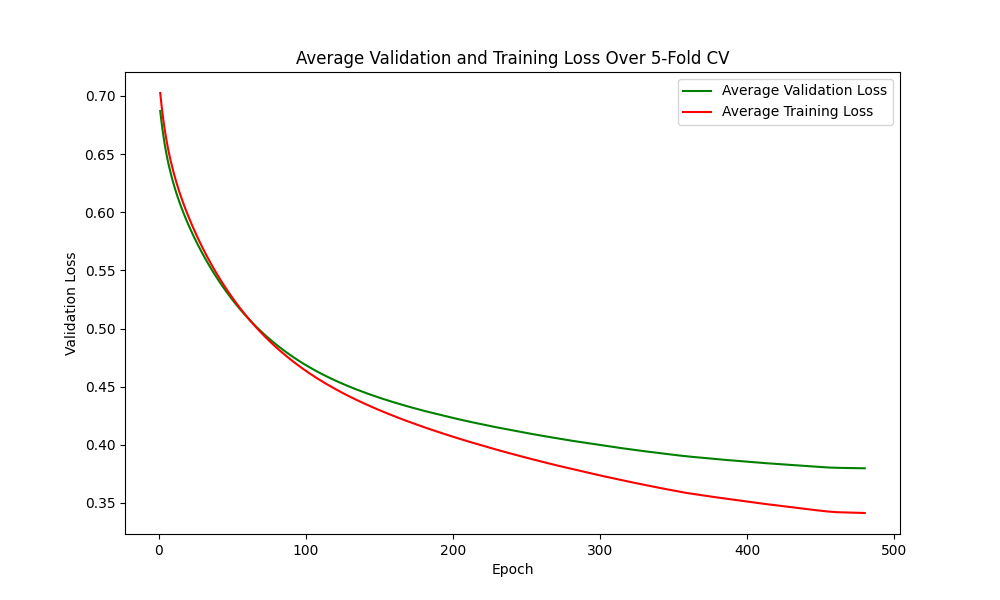 Average Validation and Training Loss Over 5-Fold CV
Average Validation Loss
Average Training Loss
Validation Loss
0.70
0.65
0.60
0.55
0.50
0.45
0.40
0.35
0 100 200 300 400 500
Epoch